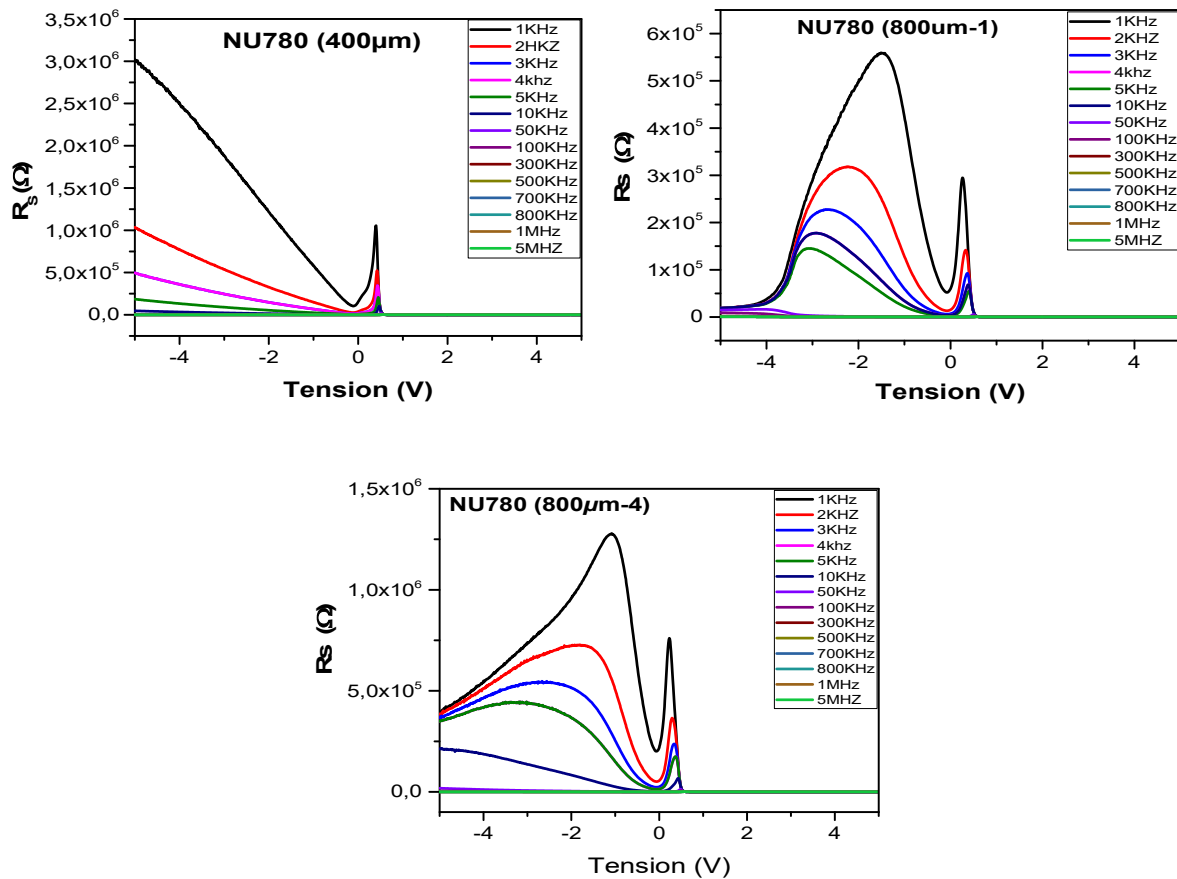 NU780 (400µm)
1KHz
2HKZ
3KHz
4khz
5KHz
10KHz
50KHz
100KHz
300KHz
500KHz
700KHz
800KHz
1MHz
5MHZ
3,5x10⁶
3,0x10⁶
2,5x10⁶
2,0x10⁶
1,5x10⁶
1,0x10⁶
5,0x10⁵
0,0
Rₛ(Ω)
-4 -2 0 2 4
Tension (V)
NU780 (800um-1)
1KHz
2KHZ
3KHz
4khz
5KHz
10KHz
50KHz
100KHz
300KHz
500KHz
700KHz
800KHz
1MHz
5MHZ
6x10⁵
5x10⁵
4x10⁵
3x10⁵
2x10⁵
1x10⁵
0
Rs (Ω)
-4 -2 0 2 4
Tension (V)
NU780 (800µm-4)
1KHz
2KHZ
3KHz
4khz
5KHz
10KHz
50KHz
100KHz
300KHz
500KHz
700KHz
800KHz
1MHz
5MHZ
1,5x10⁶
1,0x10⁶
5,0x10⁵
0,0
Rs (Ω)
-4 -2 0 2 4
Tension (V)